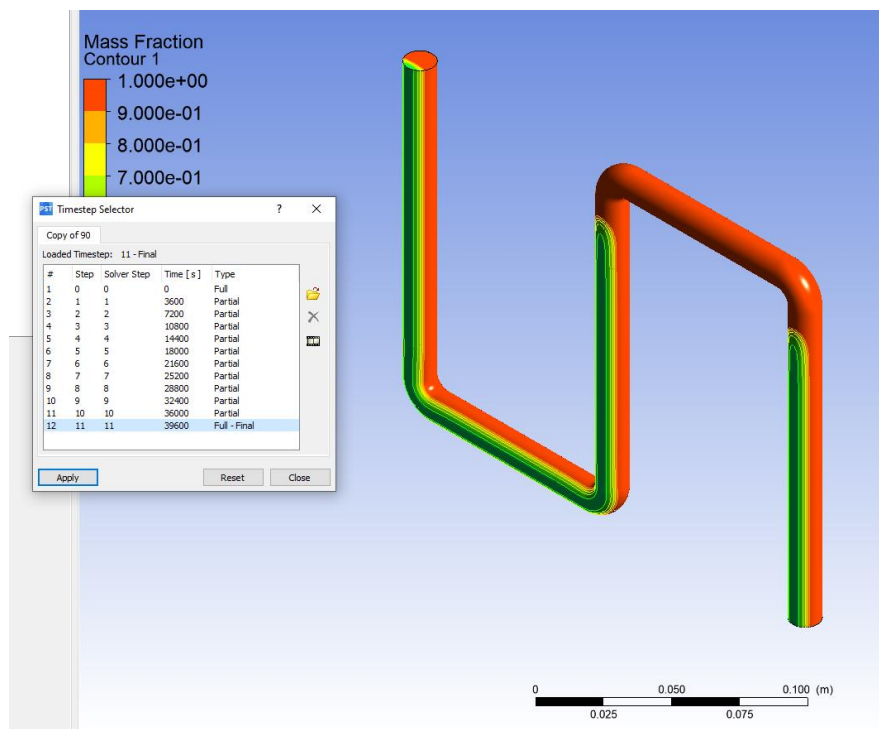 Mass Fraction
Contour 1
1.000e+00
9.000e-01
8.000e-01
7.000e-01
PST Timestep Selector ? X
Copy of 90
Loaded Timestep: 11 - Final
# Step Solver Step Time [ s ] Type
1 0 0 0 Full
2 1 1 3600 Partial
3 2 2 7200 Partial
4 3 3 10800 Partial
5 4 4 14400 Partial
6 5 5 18000 Partial
7 6 6 21600 Partial
8 7 7 25200 Partial
9 8 8 28800 Partial
10 9 9 32400 Partial
11 10 10 36000 Partial
12 11 11 39600 Full - Final
Apply Reset Close
0 0.050 0.100 (m)
0.025 0.075